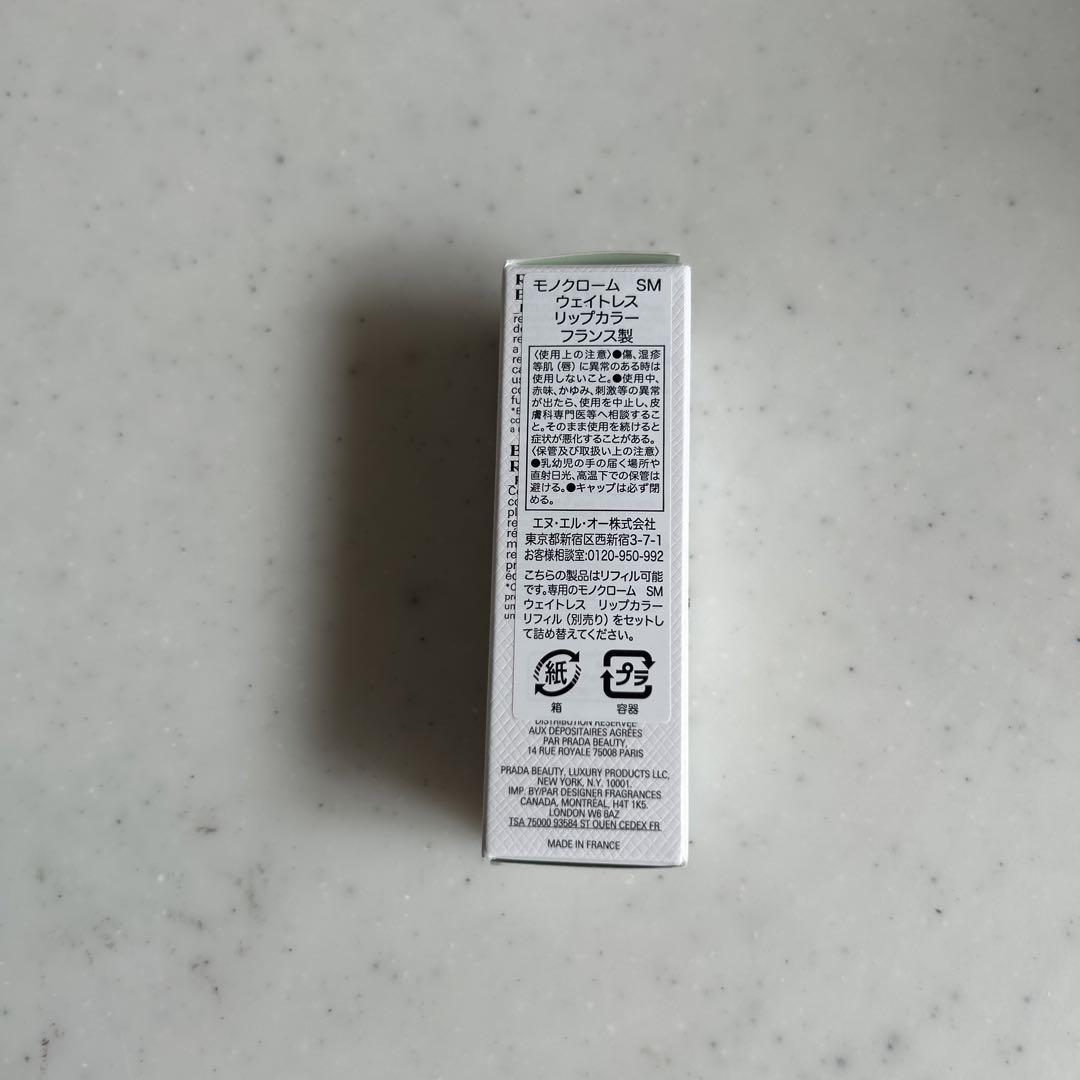 モノクローム SM
ウェイトレス
リップカラー
フランス製
〈使用上の注意〉●傷、湿疹
等肌(唇)に異常のある時は
使用しないこと。●使用中、
赤味、かゆみ、刺激等の異常
が出たら、使用を中止し、皮
膚科専門医等へ相談するこ
と。そのまま使用を続けると
症状が悪化することがある。
〈保管及び取扱い上の注意〉
●乳幼児の手の届く場所や
直射日光、高温下での保管は
避ける。●キャップは必ず閉
める。
エヌ・エル・オー株式会社
東京都新宿区西新宿3-7-1
お客様相談室:0120-950-992
こちらの製品はリフィル可能
です。専用のモノクローム SM
ウェイトレス リップカラー
リフィル(別売り)をセットし
て詰め替えてください。
紙 プラ
箱 容器
DISTRIBUTION RÉSERVÉE
AUX DÉPOSITAIRES AGRÉÉS
PAR PRADA BEAUTY,
14 RUE ROYALE 75008 PARIS
PRADA BEAUTY, LUXURY PRODUCTS LLC,
NEW YORK, N.Y. 10001.
IMP. BY/PAR DESIGNER FRAGRANCES
CANADA, MONTRÉAL, H4T 1K5.
LONDON W6 8AZ
TSA 75000 93584 ST OUEN CEDEX FR
MADE IN FRANCE